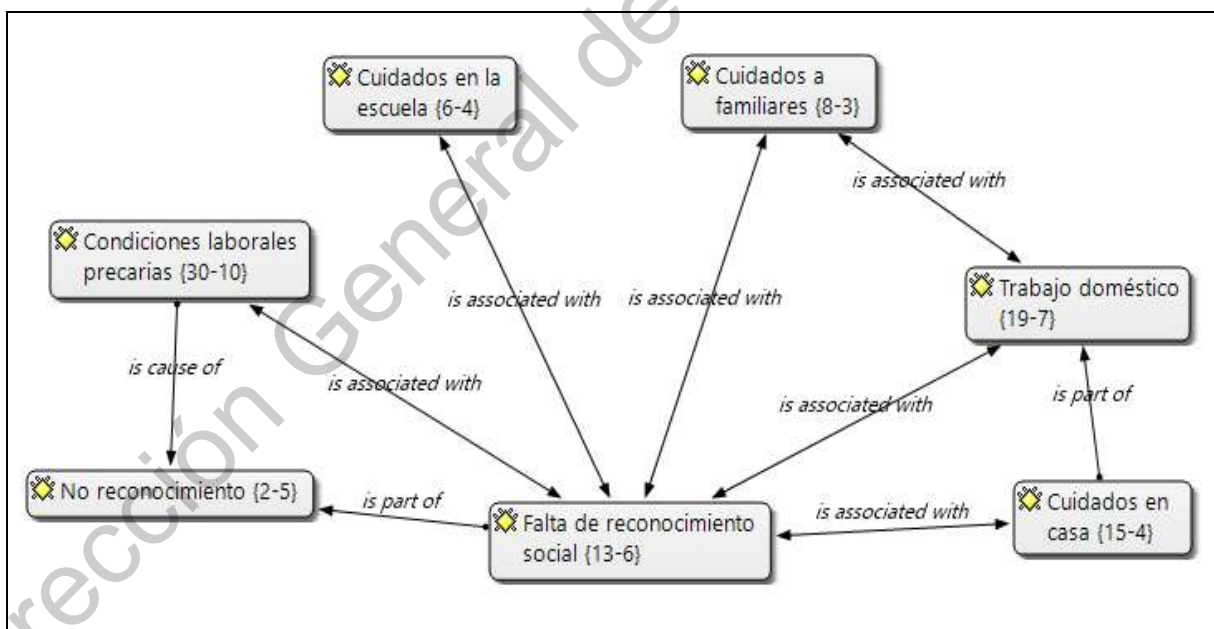 rección General de
Cuidados en la
escuela {6-4}
Cuidados a
familiares {8-3}
is associated with
Condiciones laborales
precarias {30-10}
Trabajo doméstico
{19-7}
is associated with
is associated with
is cause of
is associated with
is associated with
is part of
No reconocimiento {2-5}
is part of
Falta de reconocimiento
social {13-6}
is associated with
Cuidados en
casa {15-4}